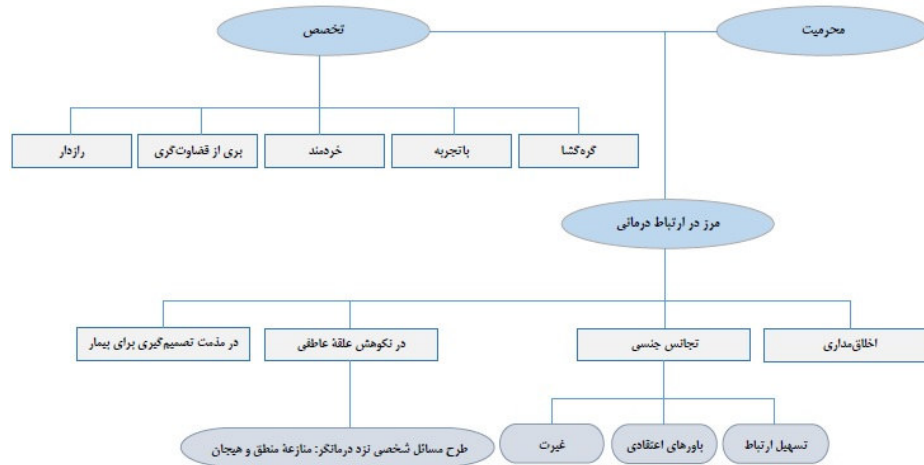 محرمیت
تخصص
گره‌گشا
باتجربه
خردمند
بری از قضاوت‌گری
رازدار
مرز در ارتباط درمانی
اخلاق‌مداری
تجانس جنسی
در نکوهش علقهٔ عاطفی
در مذمت تصمیم‌گیری برای بیمار
تسهیل ارتباط
باورهای اعتقادی
غیرت
طرح مسائل شخصی نزد درمانگر: منازعهٔ منطق و هیجان